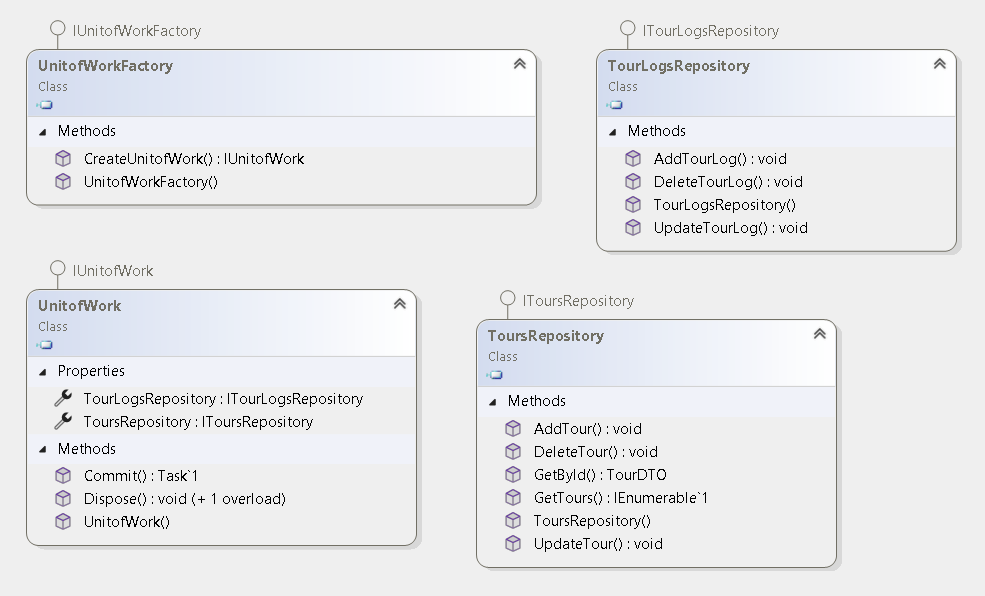 IUnitofWorkFactory
UnitofWorkFactory
Class
Methods
CreateUnitofWork() : IUnitofWork
UnitofWorkFactory()
ITourLogsRepository
TourLogsRepository
Class
Methods
AddTourLog() : void
DeleteTourLog() : void
TourLogsRepository()
UpdateTourLog() : void
IUnitofWork
UnitofWork
Class
Properties
TourLogsRepository : ITourLogsRepository
ToursRepository : IToursRepository
Methods
Commit() : Task`1
Dispose() : void (+ 1 overload)
UnitofWork()
IToursRepository
ToursRepository
Class
Methods
AddTour() : void
DeleteTour() : void
GetById() : TourDTO
GetTours() : IEnumerable`1
ToursRepository()
UpdateTour() : void